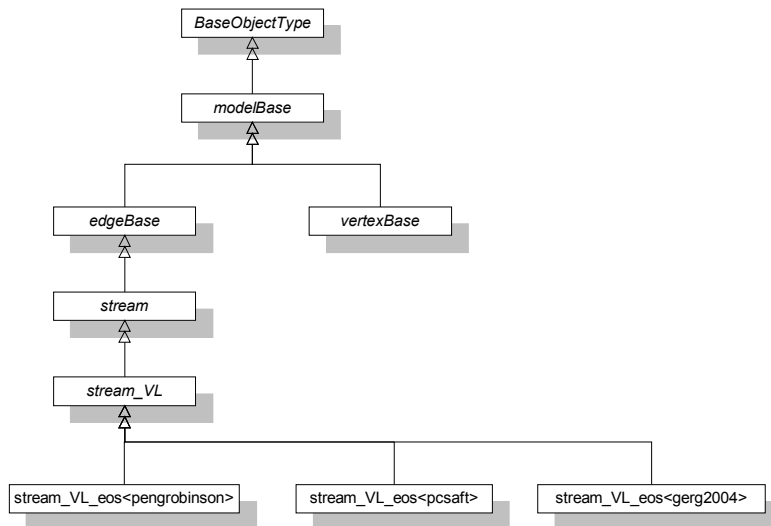 BaseObjectType
modelBase
edgeBase
vertexBase
stream
stream_VL
stream_VL_eos<pengrobinson>
stream_VL_eos<pcsaft>
stream_VL_eos<gerg2004>